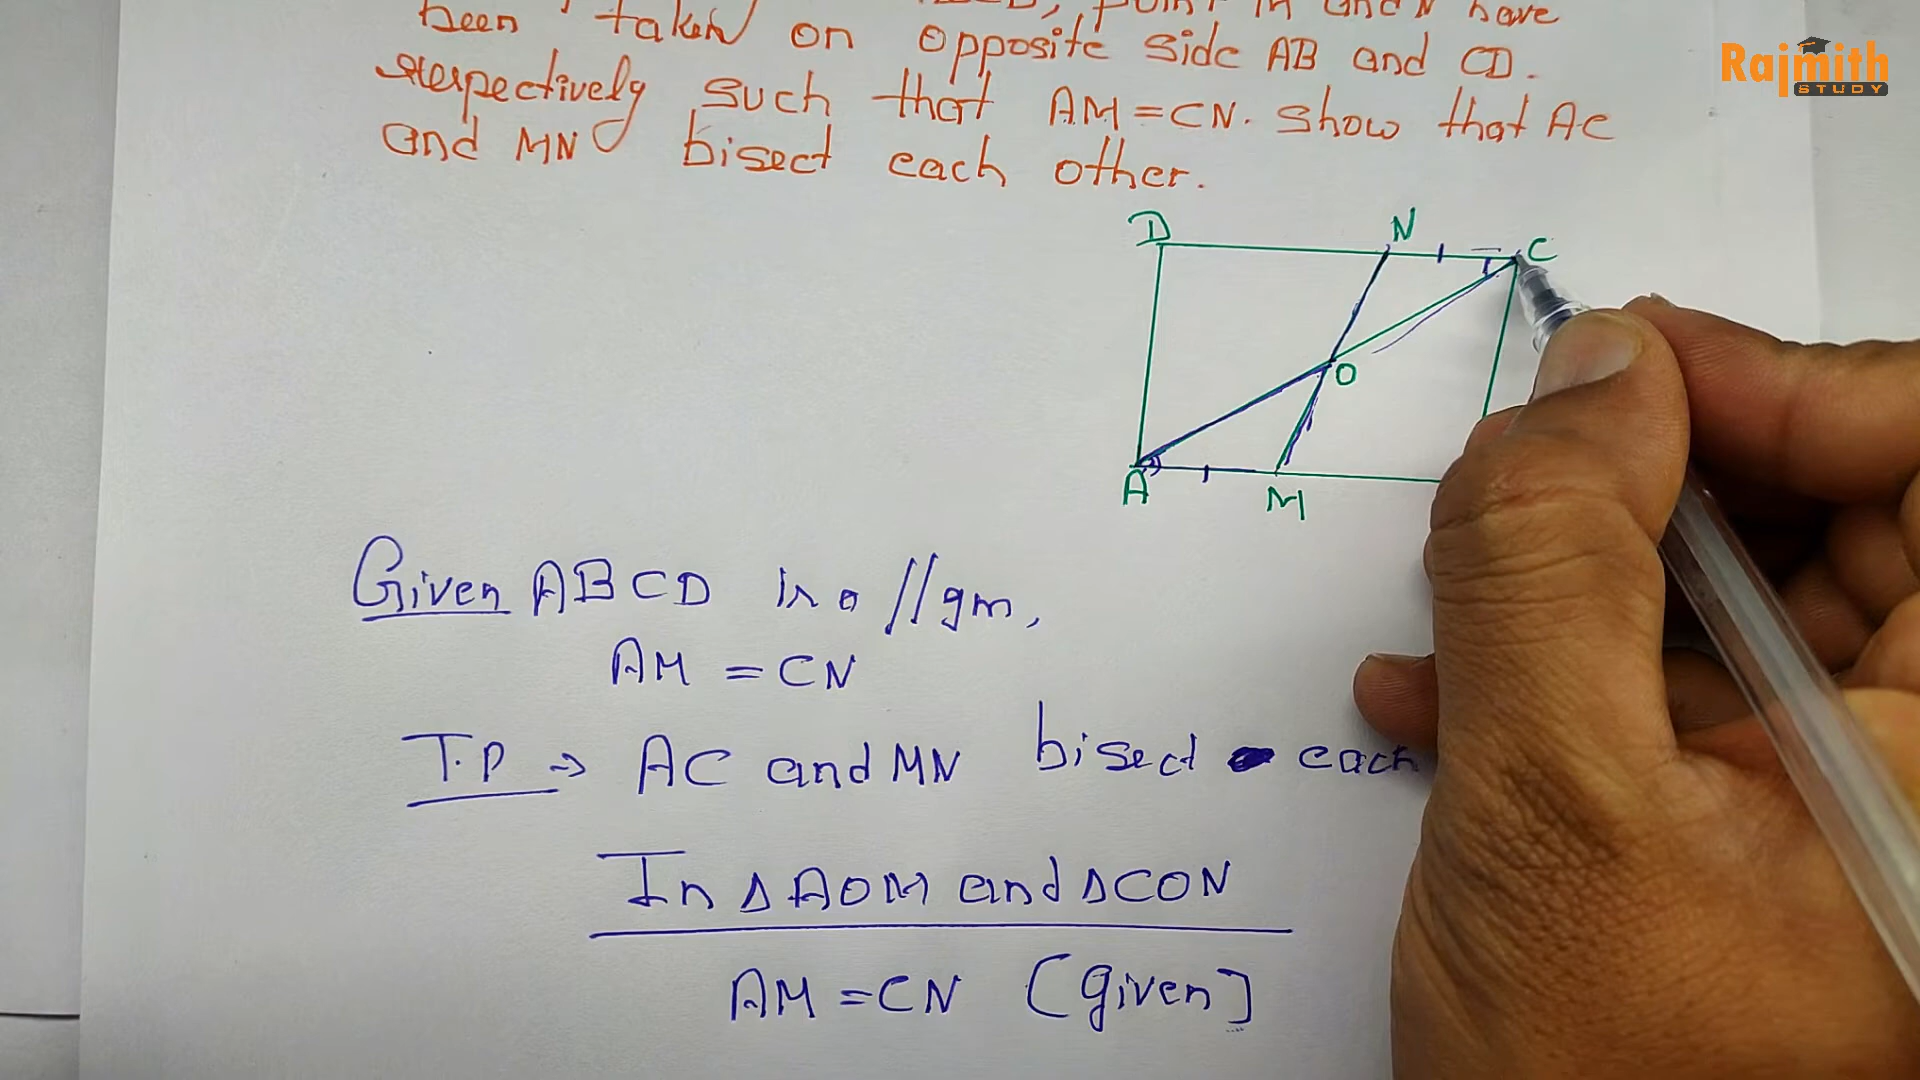 been taken on opposite side AB and CD.
respectively such that AM = CN. Show that AC
and MN bisect each other.
Rajmith
STUDY
D N C
O
A M
Given ABCD is a //gm,
AM = CN
T.P → AC and MN bisect each
In △AOM and △CON
AM = CN (Given]